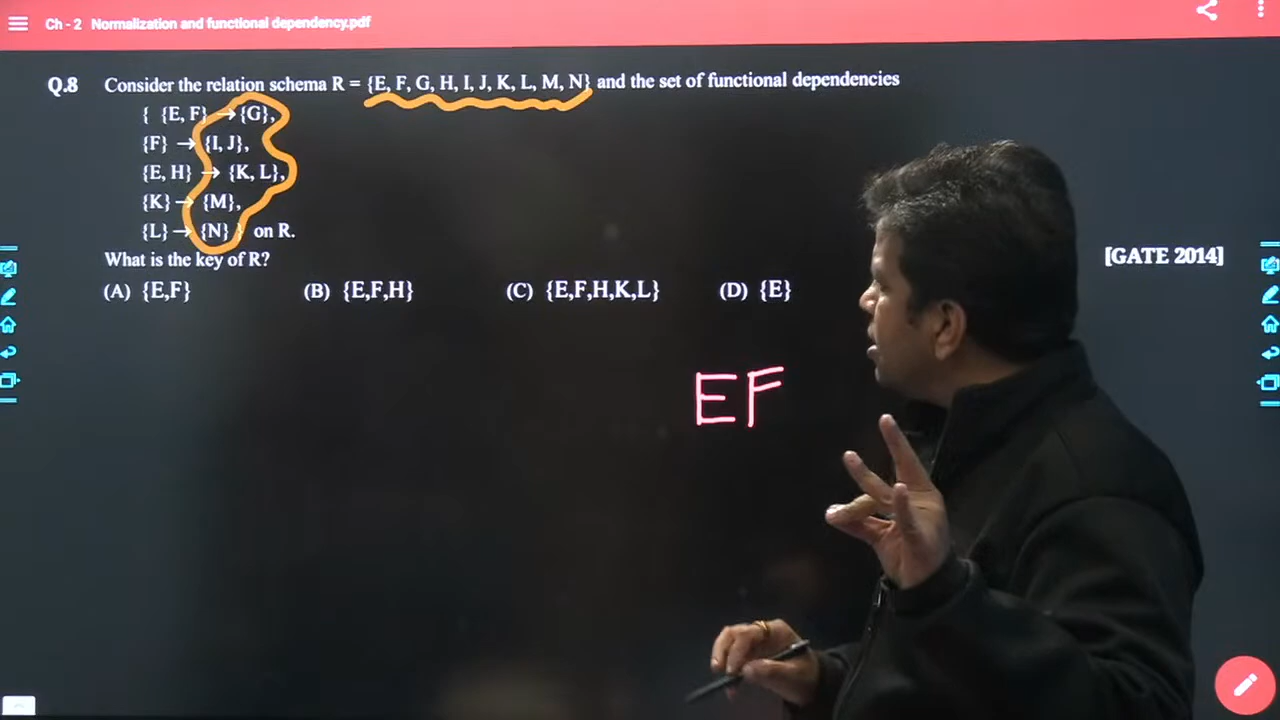 Ch - 2 Normalization and functional dependency.pdf
Q.8 Consider the relation schema R = {E, F, G, H, I, J, K, L, M, N} and the set of functional dependencies
{ {E, F} → {G},
{F} → {I, J},
{E, H} → {K, L},
{K} → {M},
{L} → {N} } on R.
What is the key of R?
[GATE 2014]
(A) {E,F} (B) {E,F,H} (C) {E,F,H,K,L} (D) {E}
EF